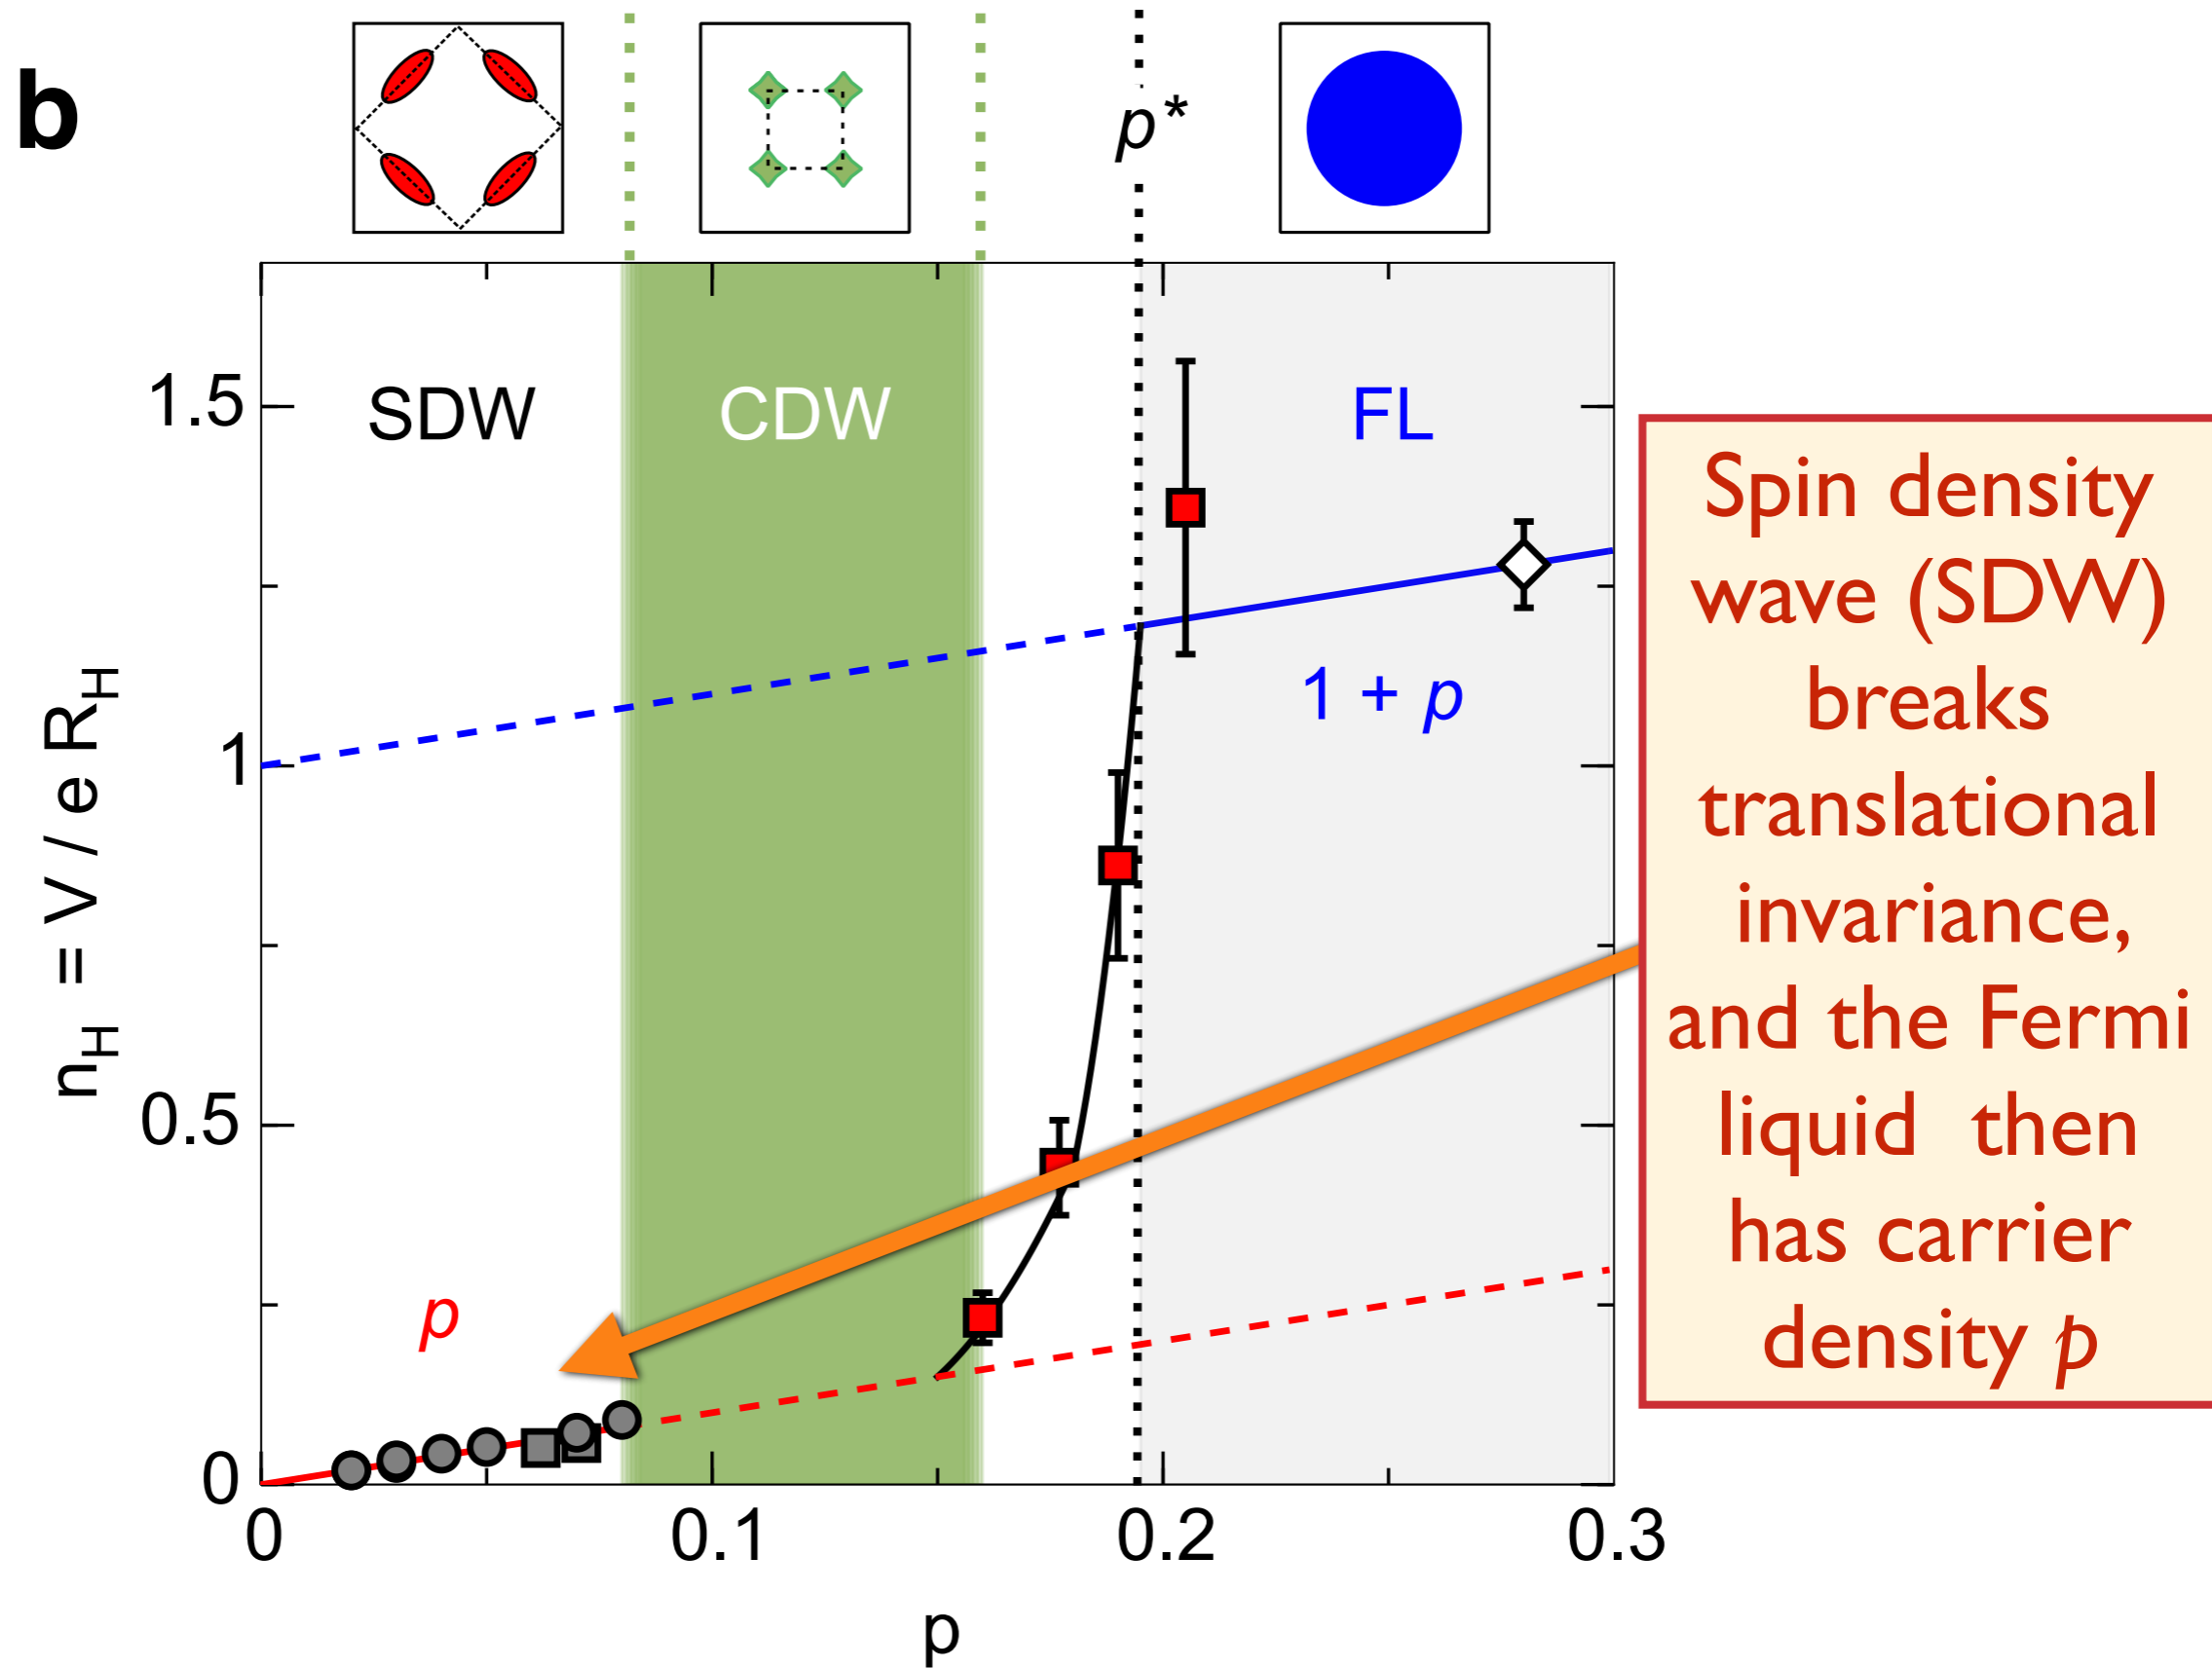 b
p*
SDW
CDW
FL
1.5
1
0.5
0
n_H = V / e R_H
1 + p
p
0
0.1
0.2
0.3
p
Spin density
wave (SDW)
breaks
translational
invariance,
and the Fermi
liquid then
has carrier
density p